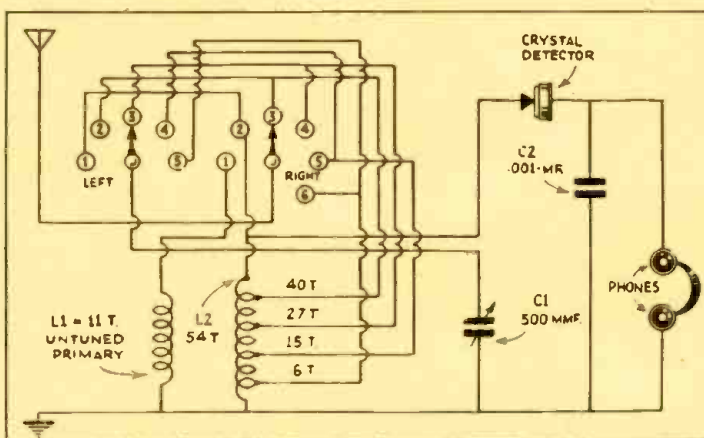 CRYSTAL
DETECTOR
3
4
2
3
4
2
1
5
1
5
6
LEFT
RIGHT
C2
.001-MF.
40 T
27 T
15 T
6 T
L1 = 11 T.
UNTUNED
PRIMARY
L2
54 T
C1
500 MMF.
PHONES